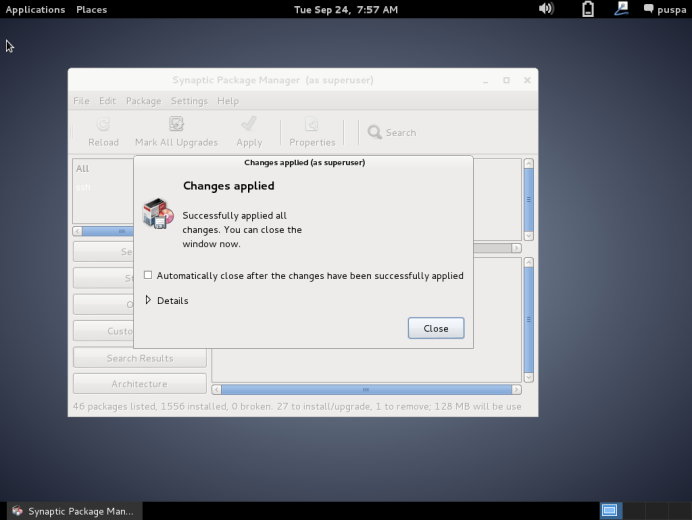 Applications Places
Tue Sep 24, 7:57 AM
puspa
Synaptic Package Manager (as superuser)
File Edit Package Settings Help
Reload Mark All Upgrades Apply Properties Search
All
ssh
Changes applied (as superuser)
Changes applied
Successfully applied all
changes. You can close the
window now.
Automatically close after the changes have been successfully applied
Details
Close
Se
St
O
Custo
Search Results
Architecture
46 packages listed, 1556 installed, 0 broken. 27 to install/upgrade, 1 to remove; 128 MB will be use
Synaptic Package Man...